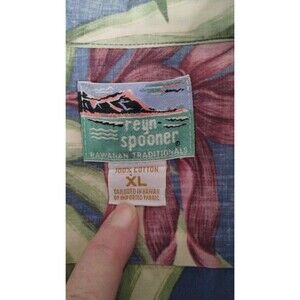 reyn
spooner®
HAWAIIAN TRADITIONALS
100% COTTON
XL
TAILORED IN HAWAII
OF IMPORTED FABRIC